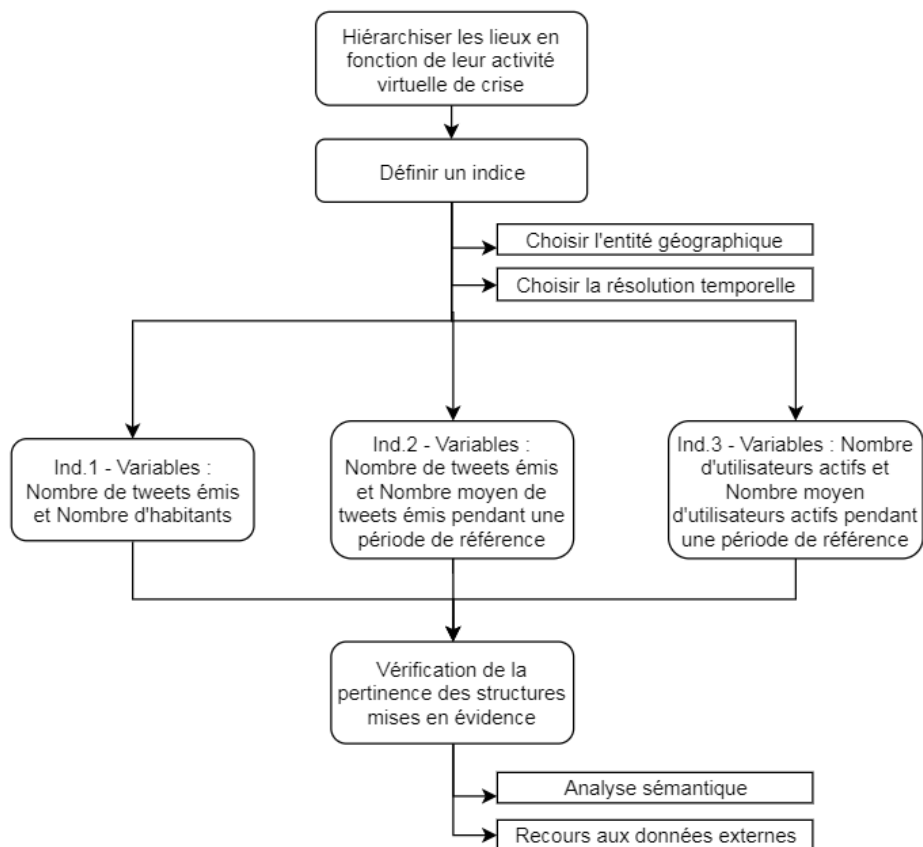 Hiérarchiser les lieux en
fonction de leur activité
virtuelle de crise
Définir un indice
Choisir l'entité géographique
Choisir la résolution temporelle
Ind.1 - Variables :
Nombre de tweets émis
et Nombre d'habitants
Ind.2 - Variables :
Nombre de tweets émis
et Nombre moyen de
tweets émis pendant une
période de référence
Ind.3 - Variables : Nombre
d'utilisateurs actifs et
Nombre moyen
d'utilisateurs actifs pendant
une période de référence
Vérification de la
pertinence des structures
mises en évidence
Analyse sémantique
Recours aux données externes